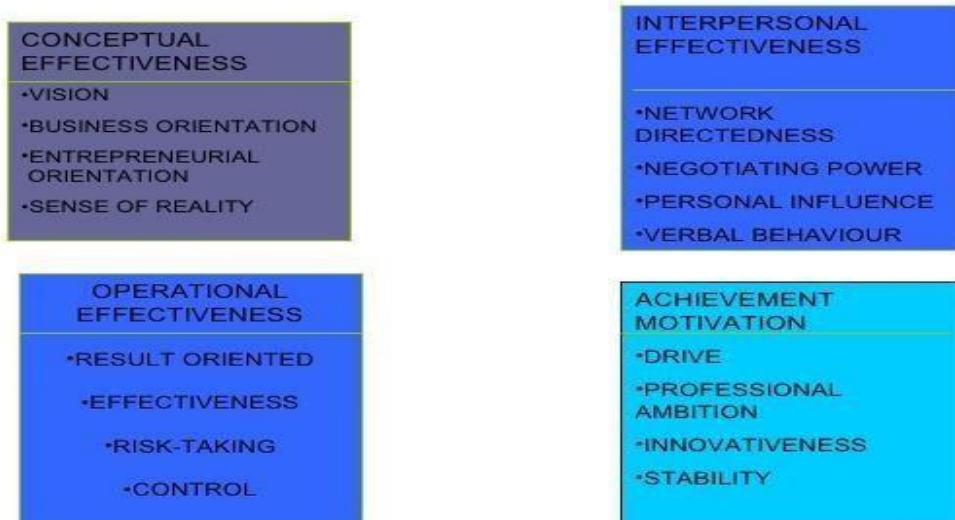 CONCEPTUAL
EFFECTIVENESS
•VISION
•BUSINESS ORIENTATION
•ENTREPRENEURIAL
ORIENTATION
•SENSE OF REALITY
INTERPERSONAL
EFFECTIVENESS
•NETWORK
DIRECTEDNESS
•NEGOTIATING POWER
•PERSONAL INFLUENCE
•VERBAL BEHAVIOUR
OPERATIONAL
EFFECTIVENESS
•RESULT ORIENTED
•EFFECTIVENESS
•RISK-TAKING
•CONTROL
ACHIEVEMENT
MOTIVATION
•DRIVE
•PROFESSIONAL
AMBITION
•INNOVATIVENESS
•STABILITY